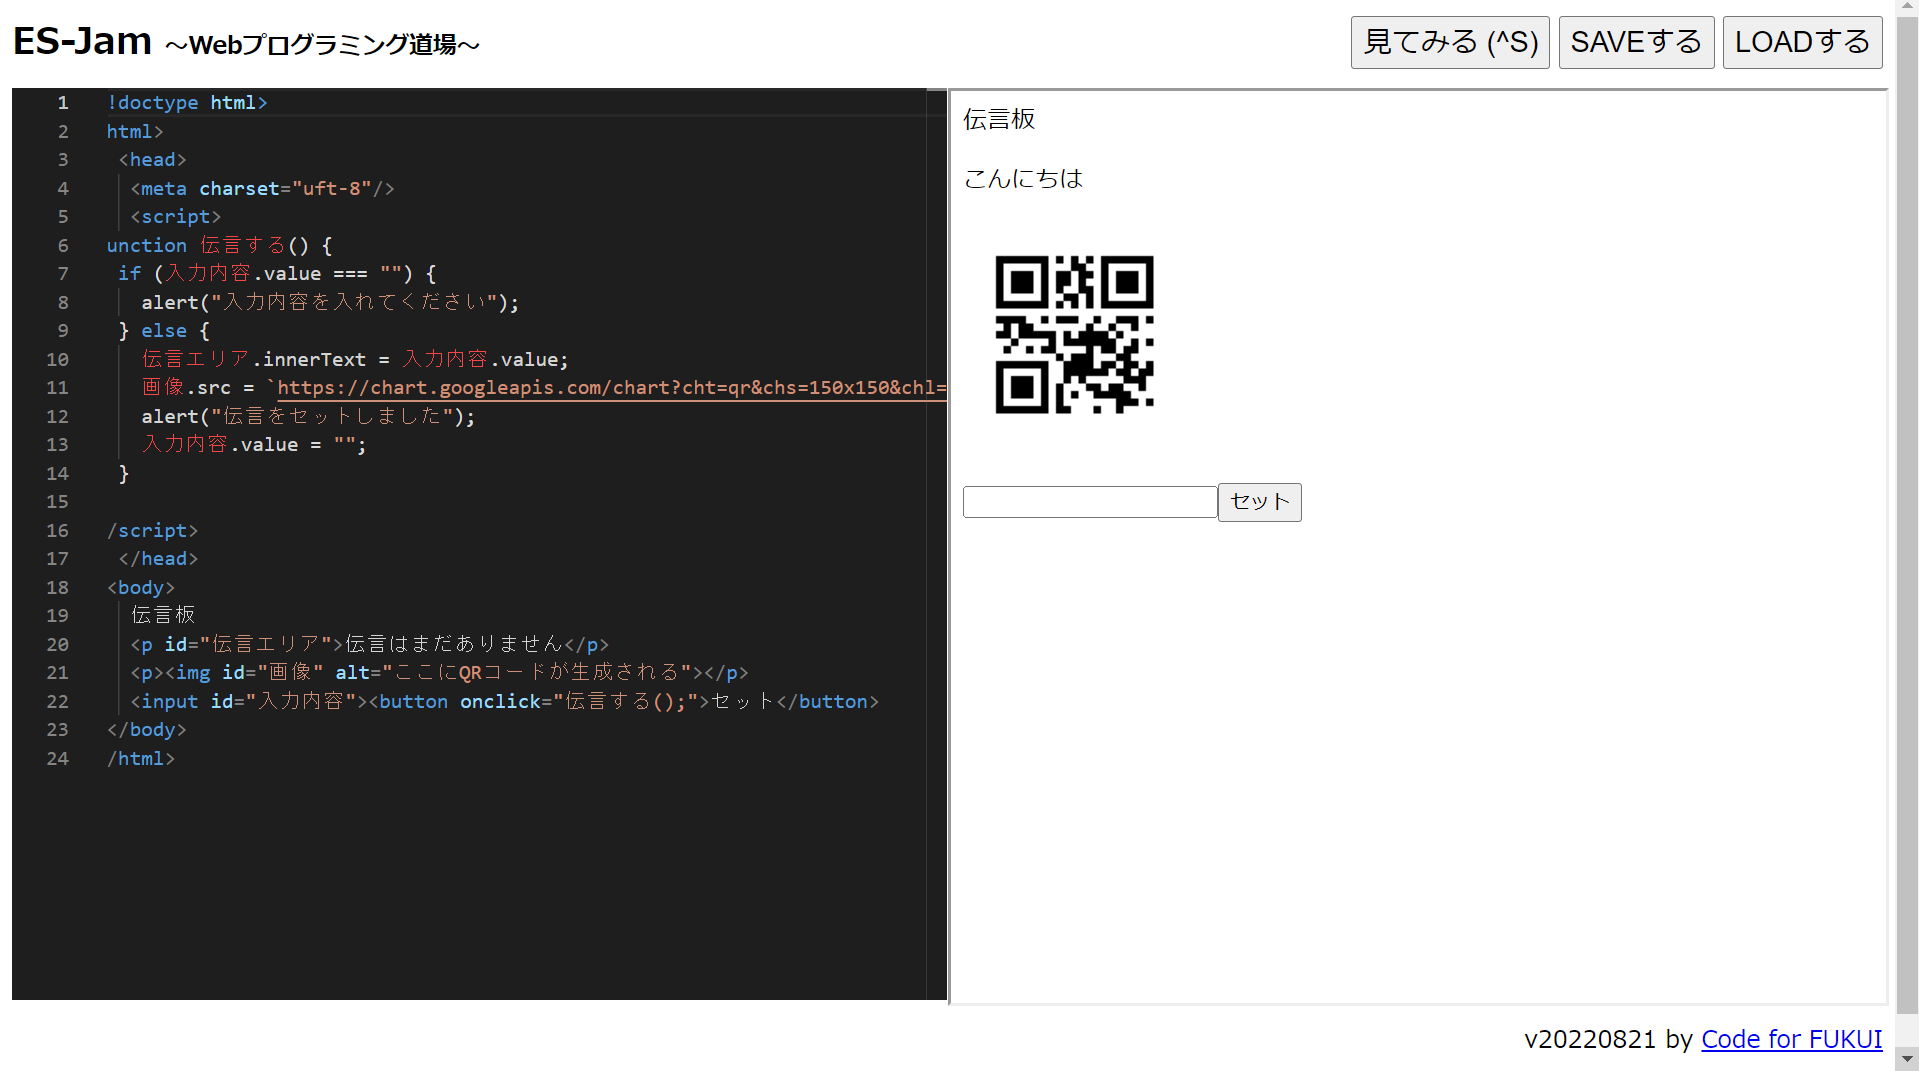 ES-Jam ～Webプログラミング道場～
見てみる (^S) SAVEする LOADする
1 !doctype html>
2 html>
3 <head>
4 <meta charset="uft-8"/>
5 <script>
6 unction 伝言する() {
7 if (入力内容.value === "") {
8 alert("入力内容を入れてください");
9 } else {
10 伝言エリア.innerText = 入力内容.value;
11 画像.src = `https://chart.googleapis.com/chart?cht=qr&chs=150x150&chl=
12 alert("伝言をセットしました");
13 入力内容.value = "";
14 }
15
16 /script>
17 </head>
18 <body>
19 伝言板
20 <p id="伝言エリア">伝言はまだありません</p>
21 <p><img id="画像" alt="ここにQRコードが生成される"></p>
22 <input id="入力内容"><button onclick="伝言する();">セット</button>
23 </body>
24 /html>
伝言板
こんにちは
セット
v20220821 by Code for FUKUI